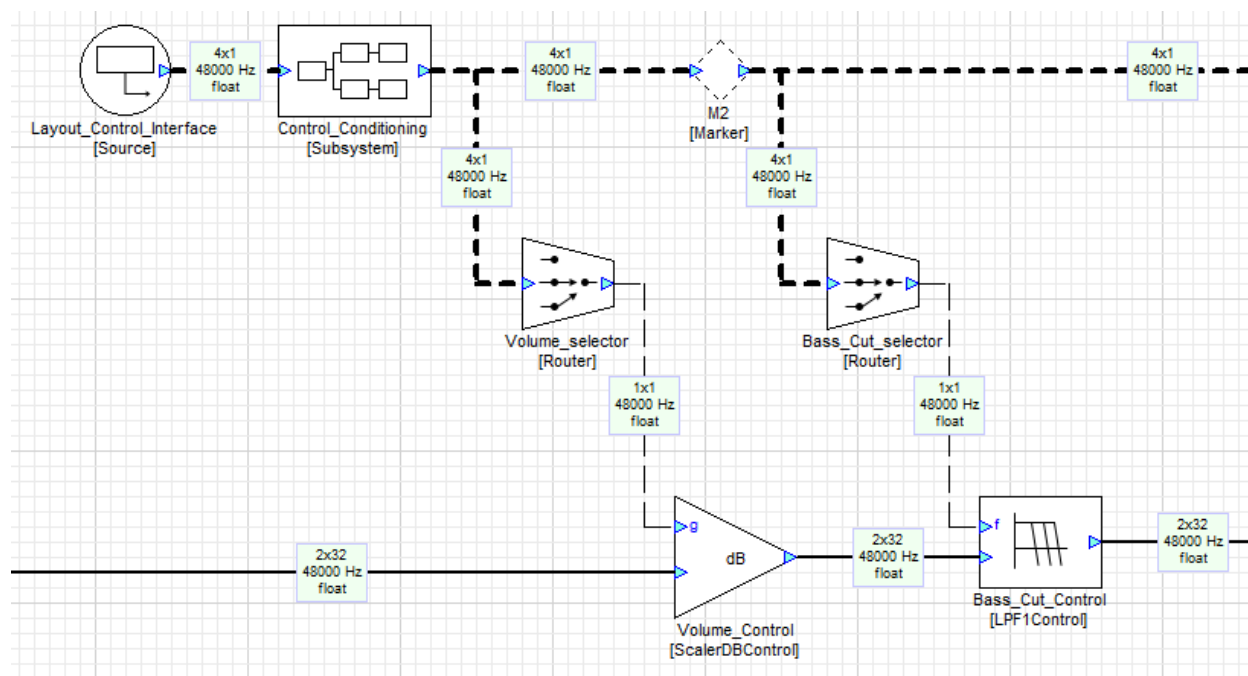 4x1
48000 Hz
float
Layout_Control_Interface
[Source]
Control_Conditioning
[Subsystem]
4x1
48000 Hz
float
M2
[Marker]
4x1
48000 Hz
float
4x1
48000 Hz
float
4x1
48000 Hz
float
Volume_selector
[Router]
Bass_Cut_selector
[Router]
1x1
48000 Hz
float
1x1
48000 Hz
float
2x32
48000 Hz
float
g
dB
Volume_Control
[ScalerDBControl]
2x32
48000 Hz
float
f
Bass_Cut_Control
[LPF1Control]
2x32
48000 Hz
float